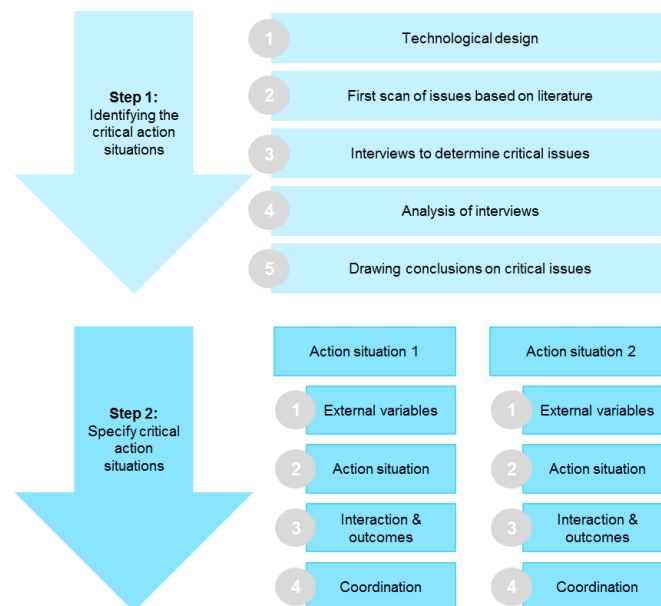 Step 1:
Identifying the
critical action
situations
1
Technological design
2
First scan of issues based on literature
3
Interviews to determine critical issues
4
Analysis of interviews
5
Drawing conclusions on critical issues
Step 2:
Specify critical
action
situations
Action situation 1
1
External variables
2
Action situation
3
Interaction &
outcomes
4
Coordination
Action situation 2
1
External variables
2
Action situation
3
Interaction &
outcomes
4
Coordination